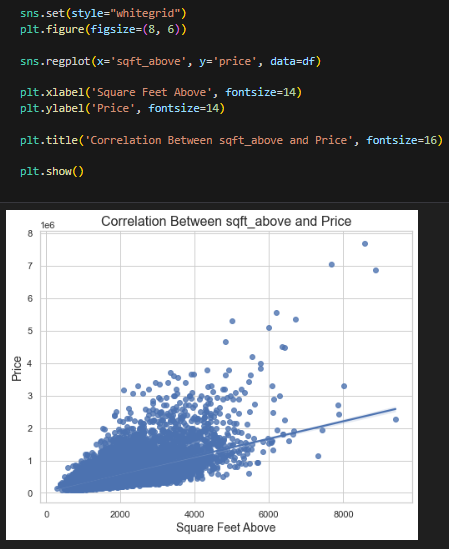 sns.set(style="whitegrid")
plt.figure(figsize=(8, 6))
sns.regplot(x='sqft_above', y='price', data=df)
plt.xlabel('Square Feet Above', fontsize=14)
plt.ylabel('Price', fontsize=14)
plt.title('Correlation Between sqft_above and Price', fontsize=16)
plt.show()
Correlation Between sqft_above and Price
1e6
8
7
6
5
4
3
2
1
0
Price
0 2000 4000 6000 8000
Square Feet Above